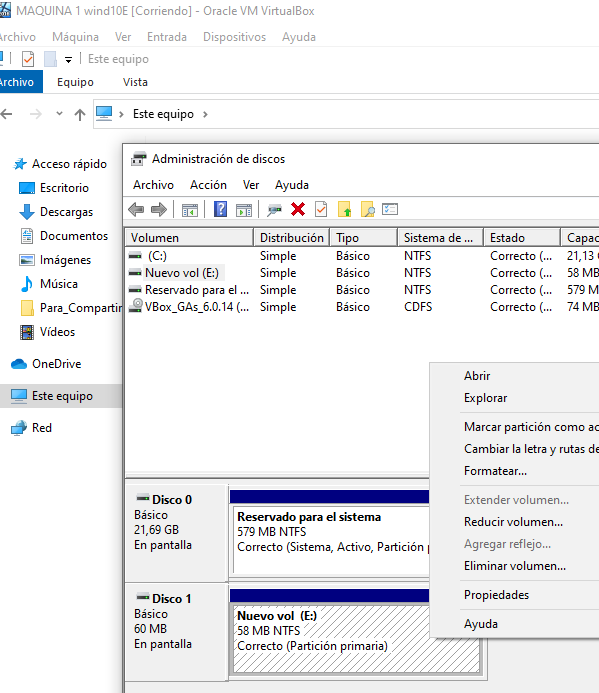 MAQUINA 1 wind10E [Corriendo] - Oracle VM VirtualBox
Archivo Máquina Ver Entrada Dispositivos Ayuda
Este equipo
Archivo Equipo Vista
Este equipo
Acceso rápido
Escritorio
Descargas
Documentos
Imágenes
Música
Para_Compartir
Vídeos
OneDrive
Este equipo
Red
Administración de discos
Archivo Acción Ver Ayuda
Volumen Distribución Tipo Sistema de ... Estado Capac
(C:) Simple Básico NTFS Correcto (... 21,13 
Nuevo vol (E:) Simple Básico NTFS Correcto (... 58 MB
Reservado para el ... Simple Básico NTFS Correcto (... 579 M
VBox_GAs_6.0.14 (... Simple Básico CDFS Correcto (... 74 MB
Abrir
Explorar
Marcar partición como ac
Cambiar la letra y rutas de
Formatear...
Extender volumen...
Reducir volumen...
Agregar reflejo...
Eliminar volumen...
Propiedades
Ayuda
Disco 0
Básico
21,69 GB
En pantalla
Reservado para el sistema
579 MB NTFS
Correcto (Sistema, Activo, Partición
Disco 1
Básico
60 MB
En pantalla
Nuevo vol (E:)
58 MB NTFS
Correcto (Partición primaria)